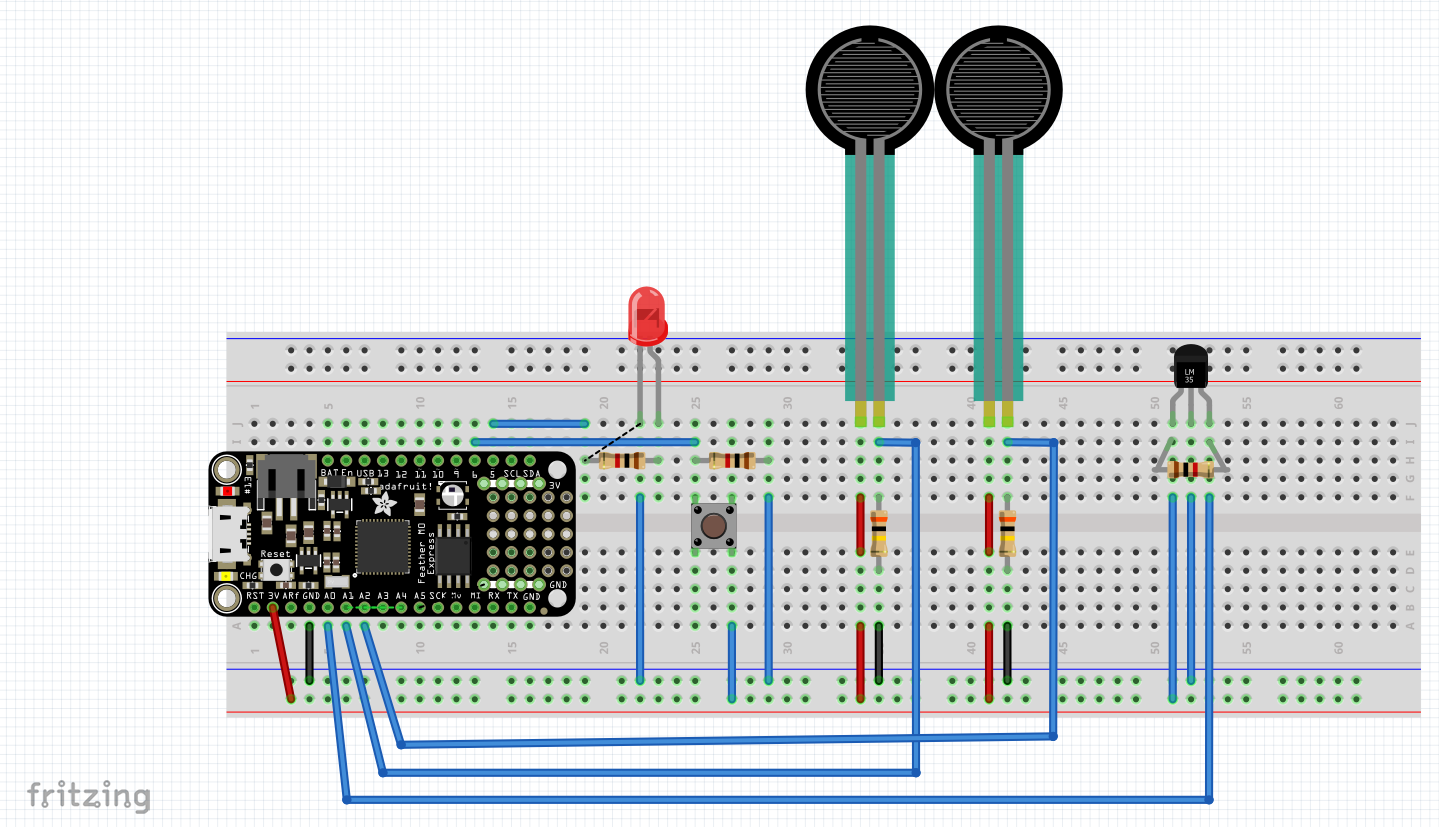 LM
35
1 5 10 15 20 25 30 40 45 50 55 60
J
I
H
G
F
BAT En USB 13 12 11 10 9 6 5 SCL SDA
#13
adafruit!
3V
Feather M0
Express
Reset
CHG
GND
RST 3V ARf GND A0 A1 A2 A3 A4 A5 SCK Mo MI RX TX GND
E
D
C
B
A
1 10 15 20 25 30 40 45 50 55 60
fritzing